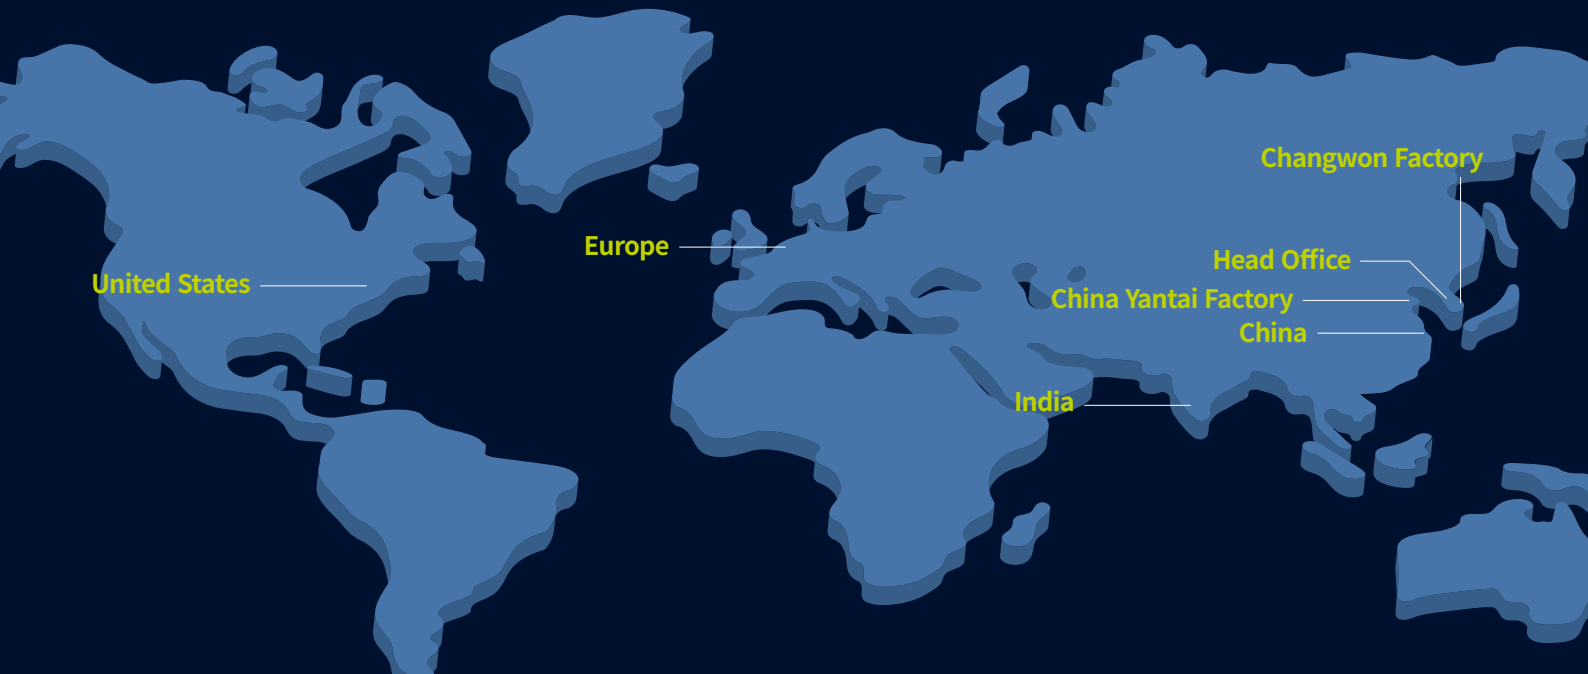 Changwon Factory
Europe
Head Office
United States
China Yantai Factory
China
India